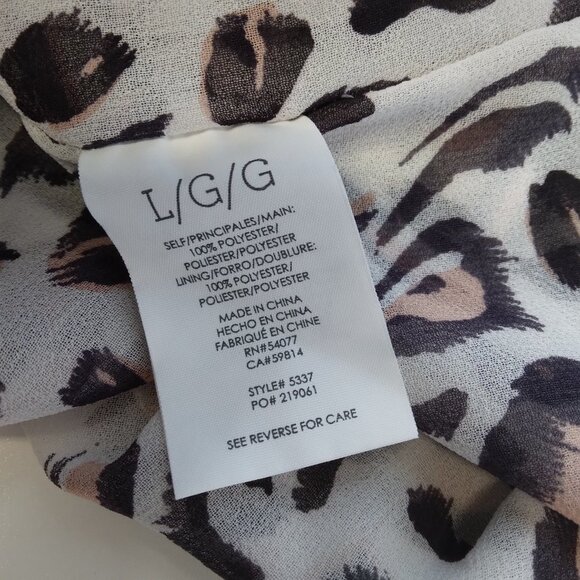 L/G/G
SELF/PRINCIPALES/MAIN:
100% POLYESTER/
POLIESTER/POLYESTER
LINING/FORRO/DOUBLURE:
100% POLYESTER/
POLIESTER/POLYESTER
MADE IN CHINA
HECHO EN CHINA
FABRIQUÉ EN CHINE
RN#54077
CA#59814
STYLE# 5337
PO# 219061
SEE REVERSE FOR CARE